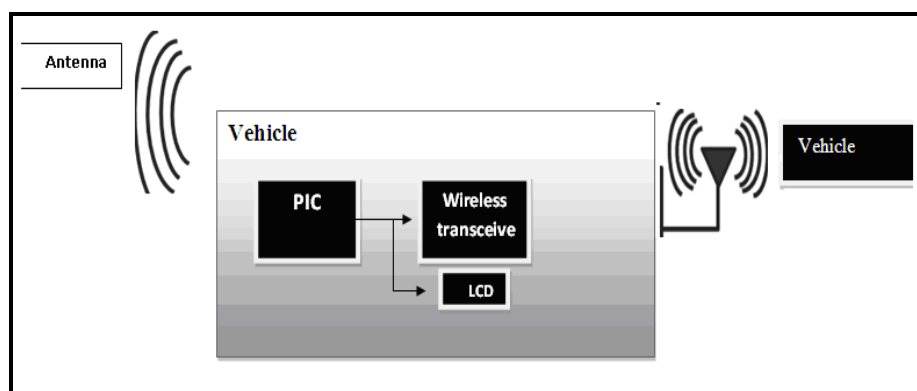 Antenna
Vehicle
PIC
Wireless
transceive
LCD
Vehicle